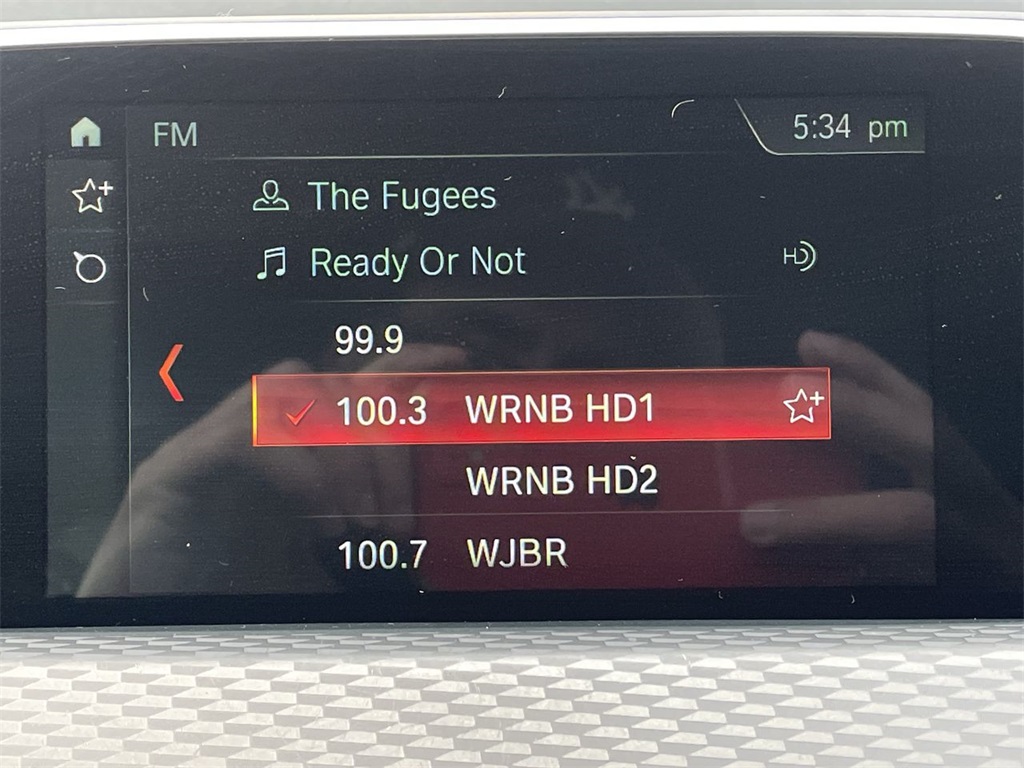 FM
5:34 pm
The Fugees
Ready Or Not
HD
99.9
100.3 WRNB HD1
WRNB HD2
100.7 WJBR